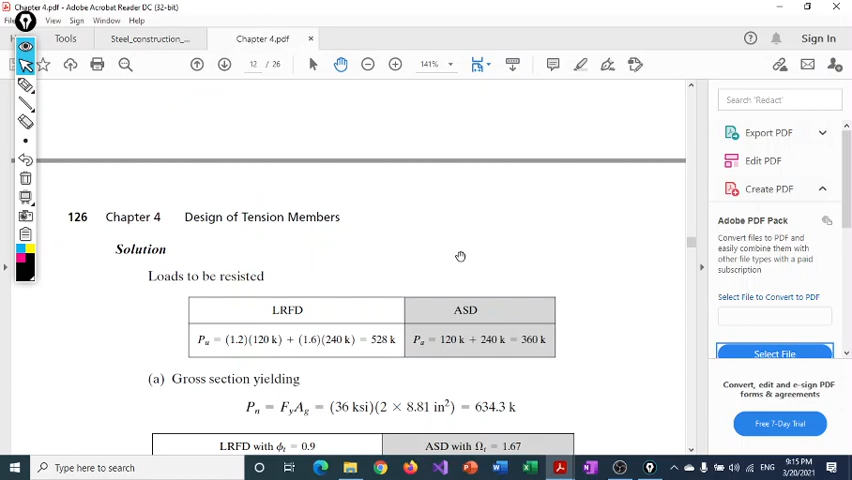 Chapter 4.pdf - Adobe Acrobat Reader DC (32-bit)
View Sign Window Help
Tools Steel_construction_... Chapter 4.pdf × Sign In
12 / 26 141%
Search 'Redact'
Export PDF
Edit PDF
Create PDF
Adobe PDF Pack
Convert files to PDF and
easily combine them with
other file types with a paid
subscription
Select File to Convert to PDF
Select File
Convert, edit and e-sign PDF
forms & agreements
Free 7-Day Trial
126 Chapter 4 Design of Tension Members
Solution
Loads to be resisted
LRFD ASD
Pu = (1.2)(120 k) + (1.6)(240 k) = 528 k Pa = 120 k + 240 k = 360 k
(a) Gross section yielding
Pn = FyAg = (36 ksi)(2 × 8.81 in²) = 634.3 k
LRFD with ϕt = 0.9 ASD with Ωt = 1.67
Type here to search
ENG
9:15 PM
3/20/2021